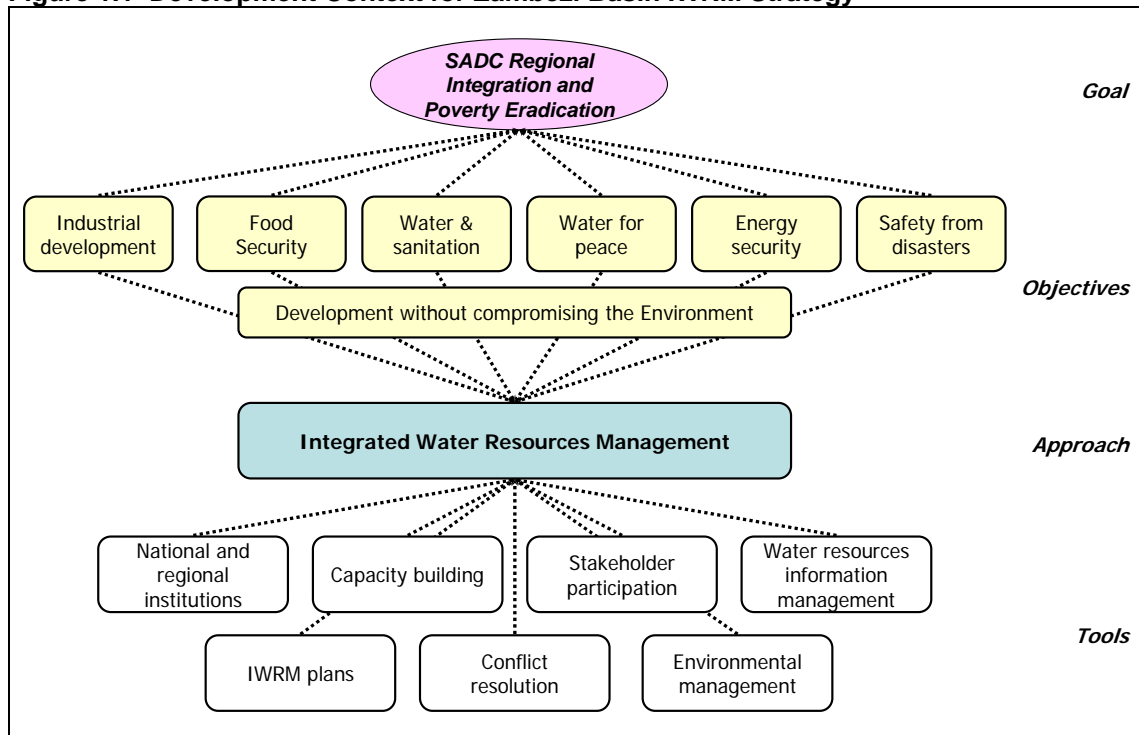 Development Context for Zambezi Basin IWRM Strategy
SADC Regional
Integration and
Poverty Eradication
Goal
Industrial
development
Food
Security
Water &
sanitation
Water for
peace
Energy
security
Safety from
disasters
Objectives
Development without compromising the Environment
Integrated Water Resources Management
Approach
National and
regional
institutions
Capacity building
Stakeholder
participation
Water resources
information
management
IWRM plans
Conflict
resolution
Environmental
management
Tools